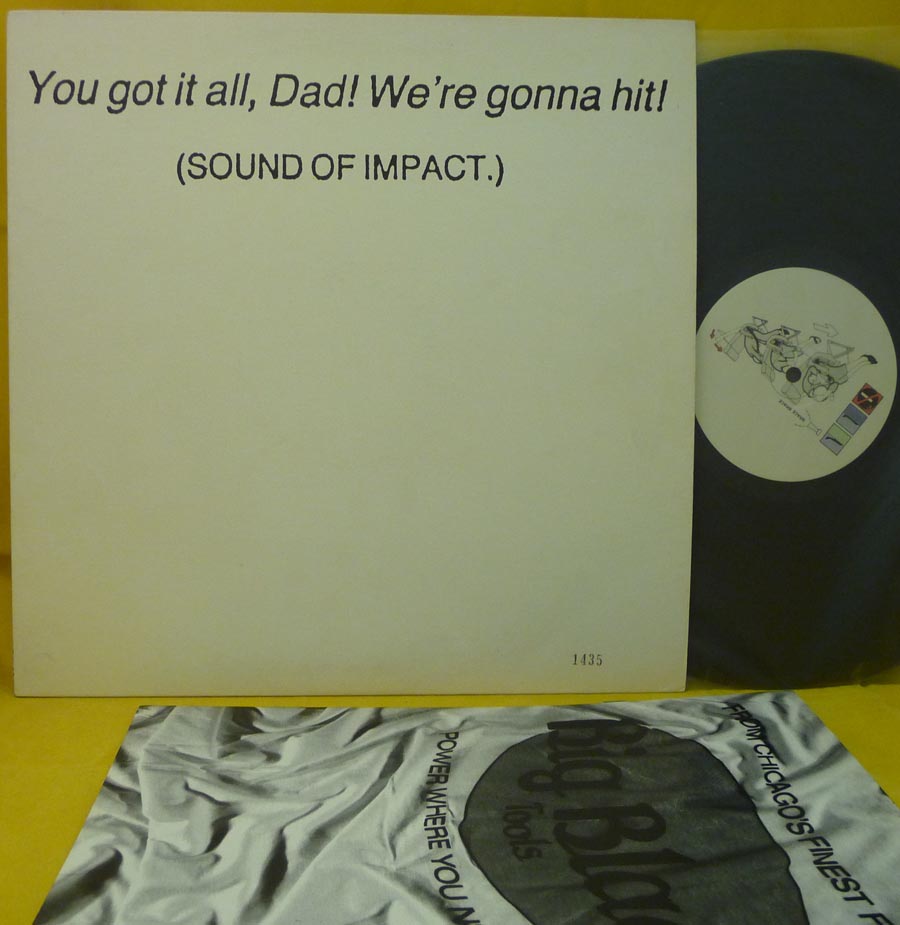 You got it all, Dad! We're gonna hit!
(SOUND OF IMPACT.)
1435
FROM CHICAGO'S FINEST
Big
Tools
POWER WHERE YOU